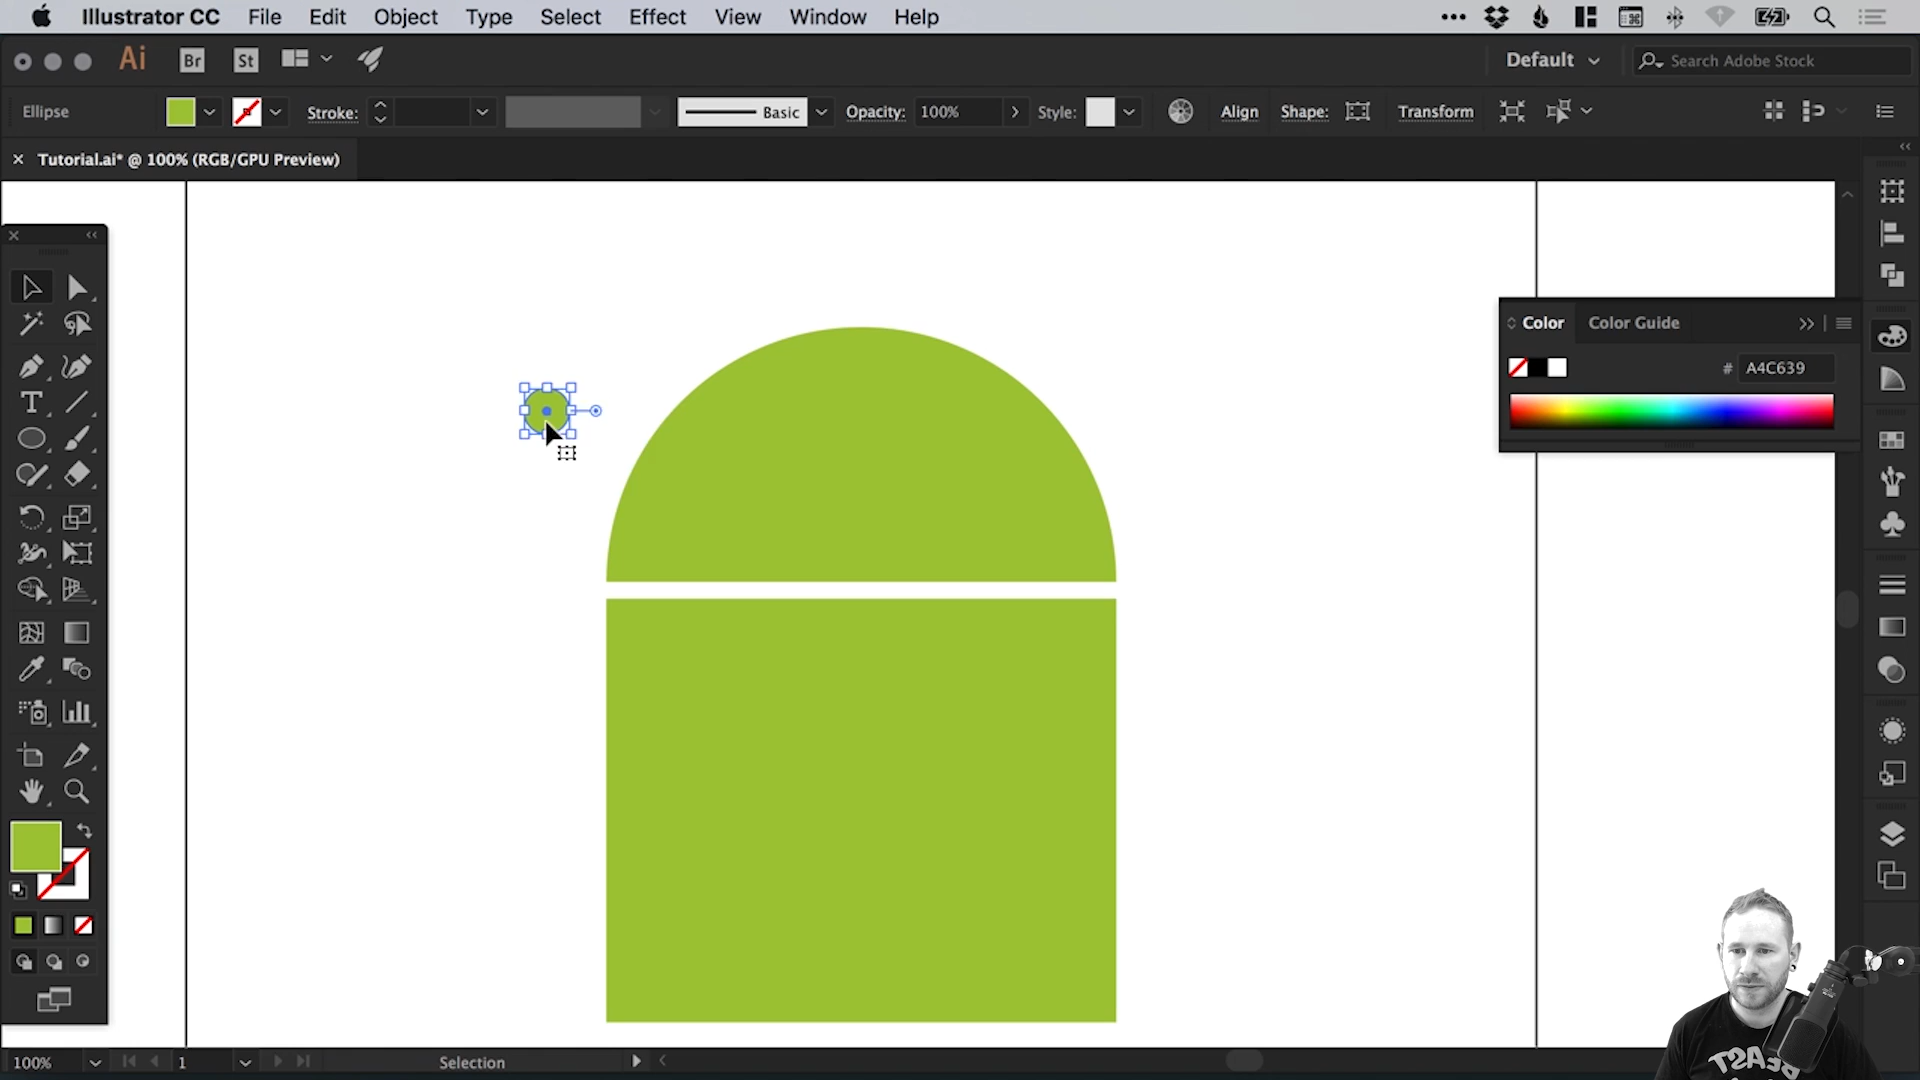 Illustrator CC File Edit Object Type Select Effect View Window Help
Ai Br St Default Search Adobe Stock
Ellipse Stroke: Basic Opacity: 100% Style: Align Shape: Transform
Tutorial.ai* @ 100% (RGB/GPU Preview)
Color Color Guide
# A4C639
100% 1 Selection